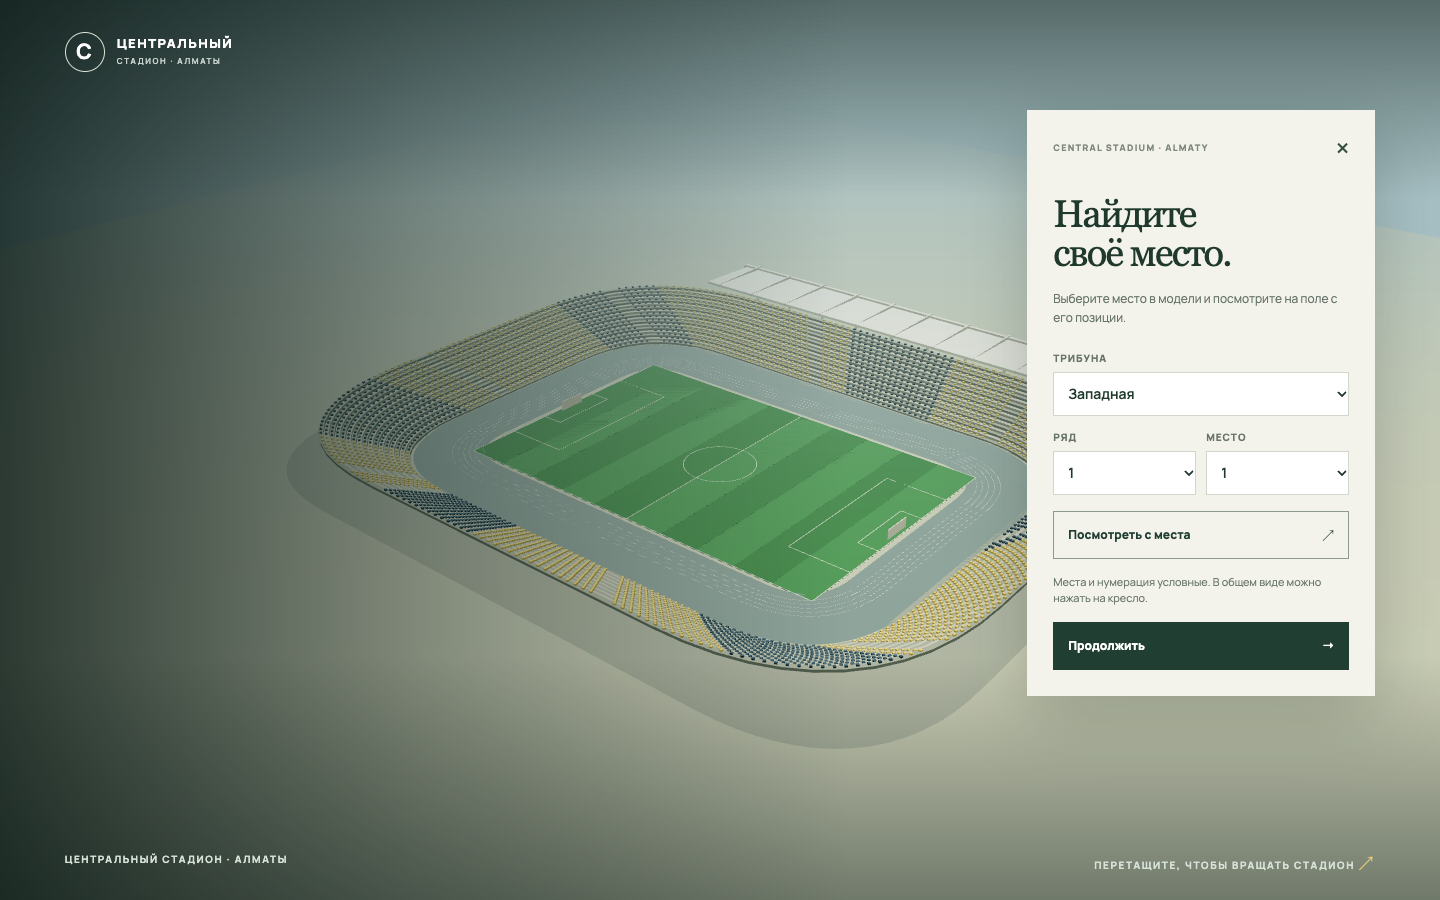 C
ЦЕНТРАЛЬНЫЙ
СТАДИОН · АЛМАТЫ
CENTRAL STADIUM · ALMATY
×
Найдите
своё место.
Выберите место в модели и посмотрите на поле с
его позиции.
ТРИБУНА
Западная
РЯД
МЕСТО
1
1
Посмотреть с места ↗
Места и нумерация условные. В общем виде можно
нажать на кресло.
Продолжить →
ЦЕНТРАЛЬНЫЙ СТАДИОН · АЛМАТЫ
ПЕРЕТАЩИТЕ, ЧТОБЫ ВРАЩАТЬ СТАДИОН ↗